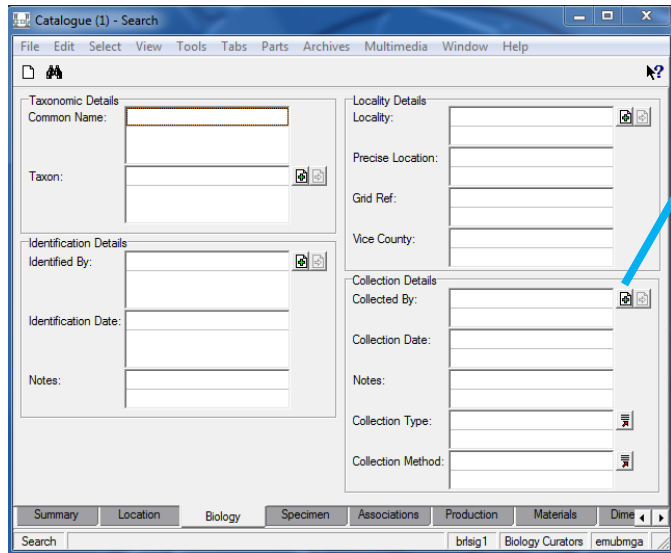 Catalogue (1) - Search
File Edit Select View Tools Tabs Parts Archives Multimedia Window Help
Taxonomic Details
Common Name:
Taxon:
Identification Details
Identified By:
Identification Date:
Notes:
Locality Details
Locality:
Precise Location:
Grid Ref:
Vice County:
Collection Details
Collected By:
Collection Date:
Notes:
Collection Type:
Collection Method:
Summary Location Biology Specimen Associations Production Materials Dime
Search brlsig1 Biology Curators emubmga